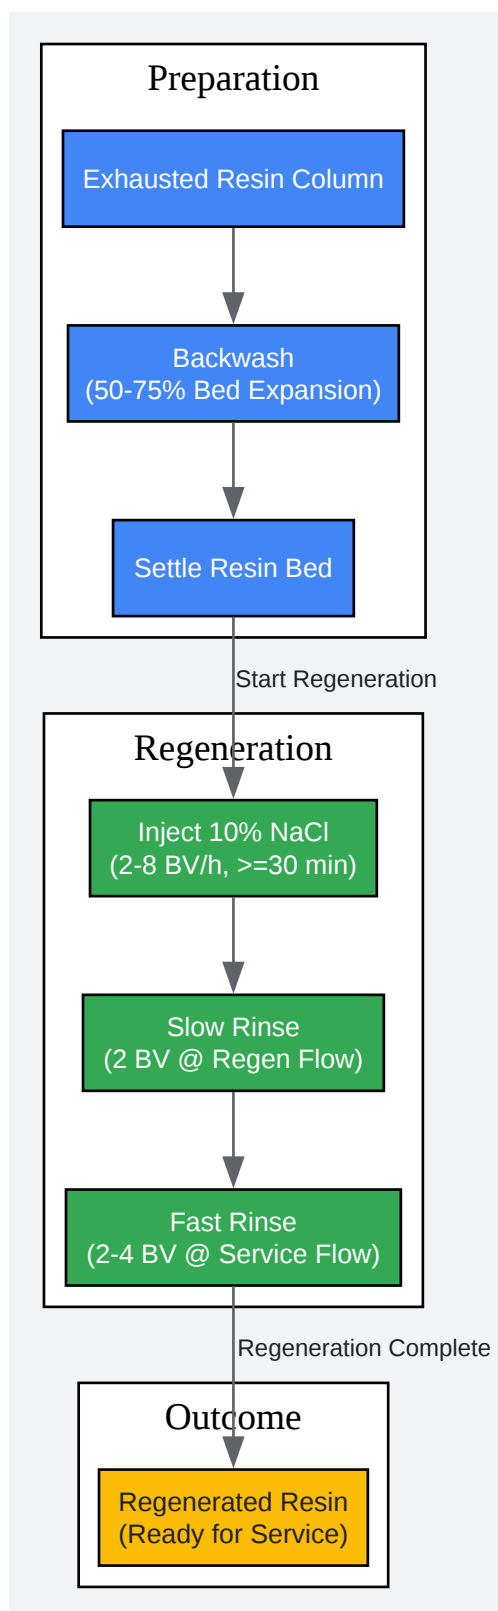 Preparation
Exhausted Resin Column
Backwash
(50-75% Bed Expansion)
Settle Resin Bed
Start Regeneration
Regeneration
Inject 10% NaCl
(2-8 BV/h, >=30 min)
Slow Rinse
(2 BV @ Regen Flow)
Fast Rinse
(2-4 BV @ Service Flow)
Regeneration Complete
Outcome
Regenerated Resin
(Ready for Service)